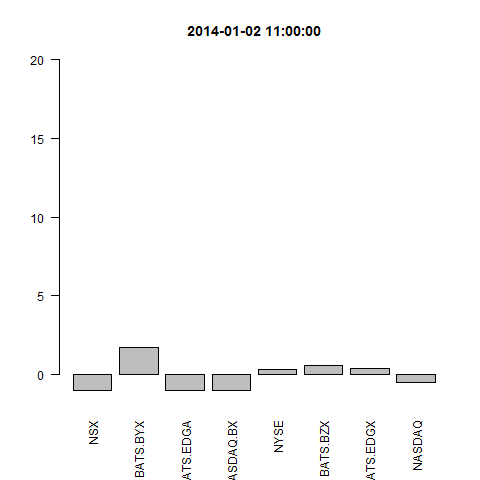 2014-01-02 11:00:00
20
15
10
5
0
NSX
BATS.BYX
ATS.EDGA
ASDAQ.BX
NYSE
BATS.BZX
ATS.EDGX
NASDAQ